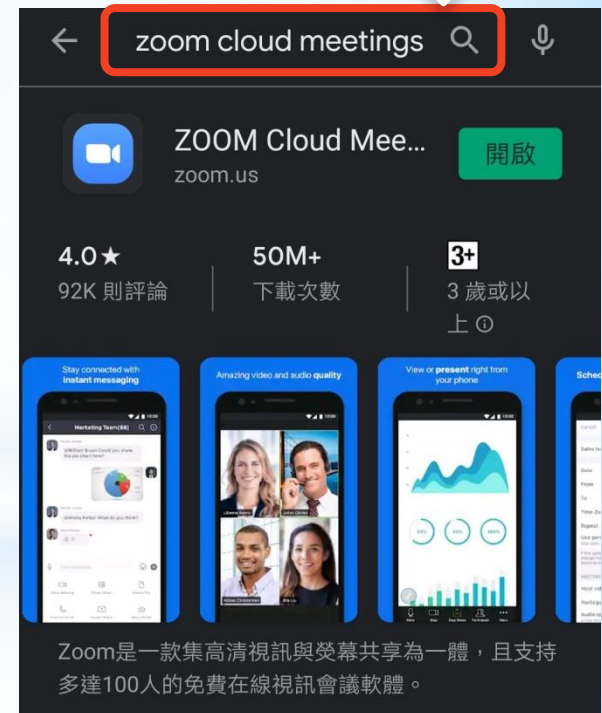 zoom cloud meetings
ZOOM Cloud Mee...
開啟
zoom.us
4.0★
50M+
3+
92K 則評論
下載次數
3 歲或以
上
Stay connected with
instant messaging
Amazing video and audio quality
View or present right from
your phone
Marketing Team(88)
Zoom是一款集高清視訊與熒幕共享為一體，且支持
多達100人的免費在線視訊會議軟體。